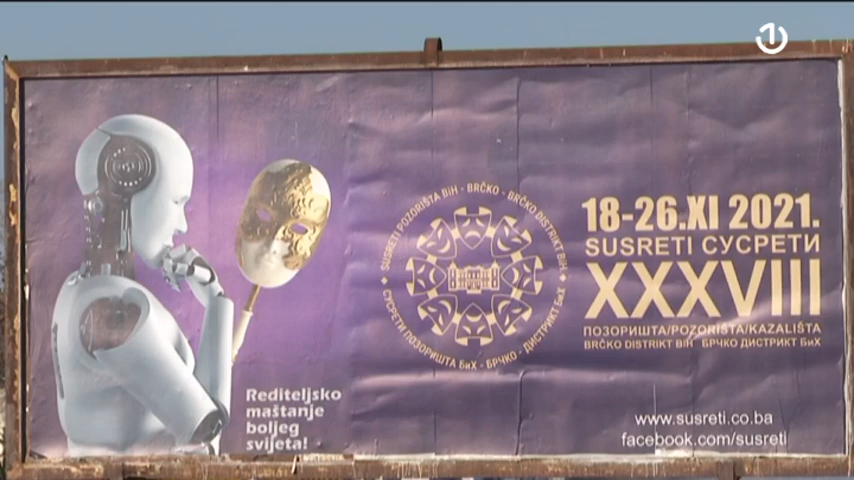 Rediteljsko
maštanje
boljeg
svijeta!
SUSRETI POZORIŠTA BiH - BRČKO - BRČKO DISTRIKT BiH
СУСРЕТИ ПОЗОРИШТА БиХ - БРЧКО - ДИСТРИКТ БиХ
18-26.XI 2021.
SUSRETI СУСРЕТИ
XXXVIII
ПОЗОРИШТА/POZORIŠTA/KAZALIŠTA
BRČKO DISTRIKT BiH БРЧКО ДИСТРИКТ БиХ
www.susreti.co.ba
facebook.com/susreti
1